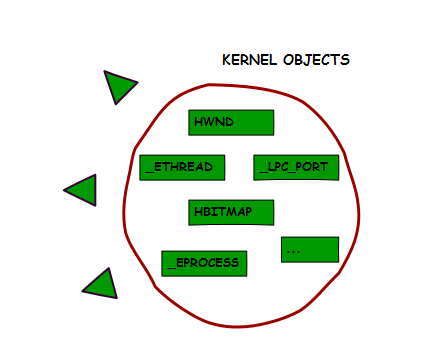 KERNEL OBJECTS
HWND
_ETHREAD
_LPC_PORT
HBITMAP
...
_EPROCESS